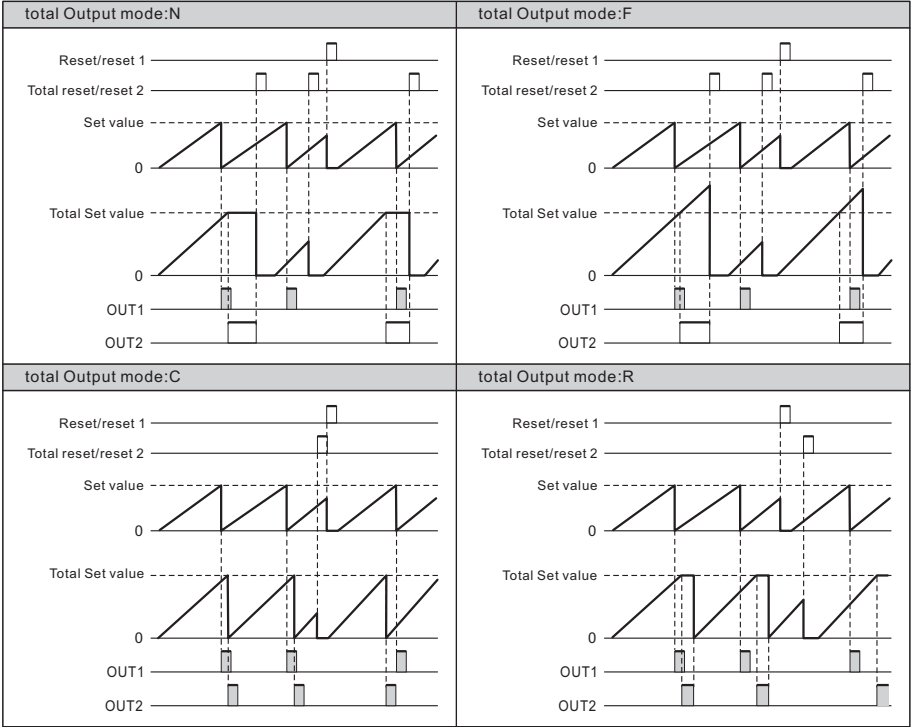 total Output mode:N
Reset/reset 1
Total reset/reset 2
Set value
0
Total Set value
0
OUT1
OUT2
total Output mode:F
Reset/reset 1
Total reset/reset 2
Set value
0
Total Set value
0
OUT1
OUT2
total Output mode:C
Reset/reset 1
Total reset/reset 2
Set value
0
Total Set value
0
OUT1
OUT2
total Output mode:R
Reset/reset 1
Total reset/reset 2
Set value
0
Total Set value
0
OUT1
OUT2